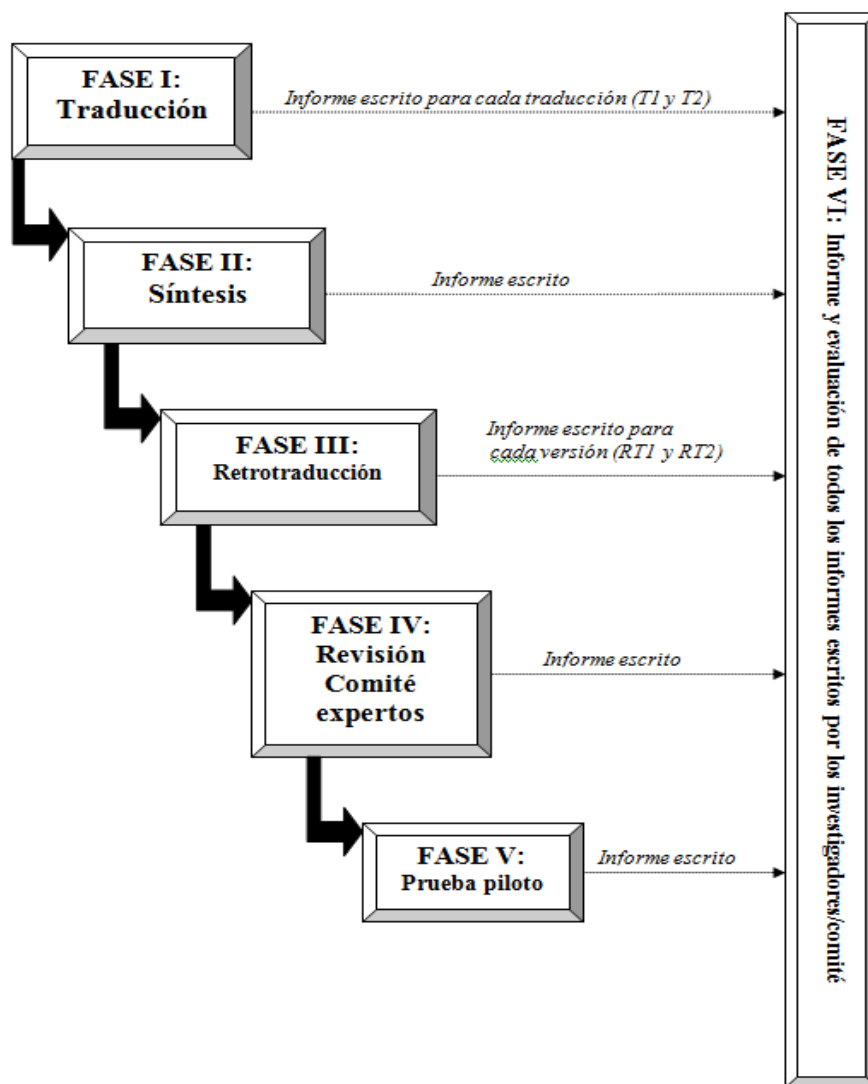 FASE I:
Traducción
Informe escrito para cada traducción (T1 y T2)
FASE II:
Síntesis
Informe escrito
FASE III:
Retrotraducción
Informe escrito para
cada versión (RT1 y RT2)
FASE IV:
Revisión
Comité
expertos
Informe escrito
FASE V:
Prueba piloto
Informe escrito
FASE VI: Informe y evaluación de todos los informes escritos por los investigadores/comité